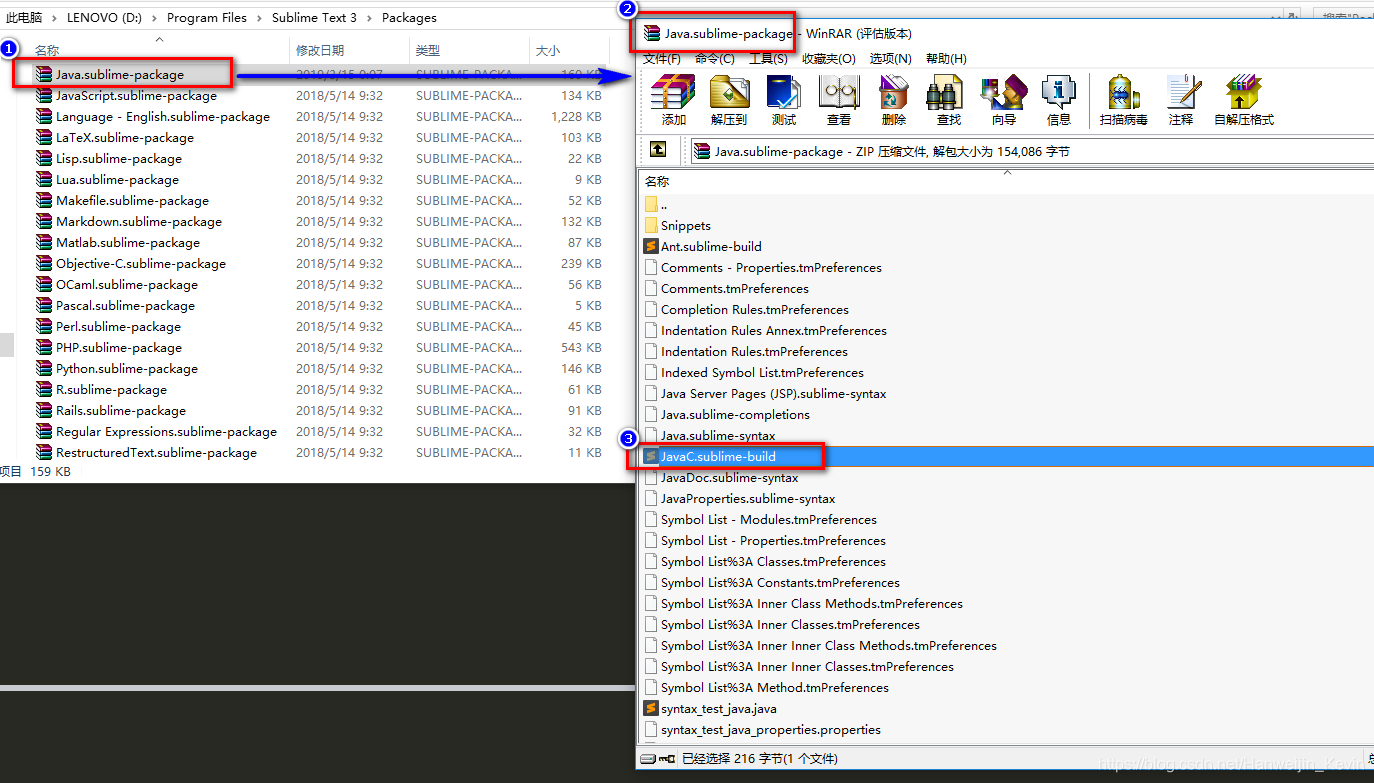 此电脑 > LENOVO (D:) > Program Files > Sublime Text 3 > Packages
名称 修改日期 类型 大小
1
Java.sublime-package
JavaScript.sublime-package 2018/5/14 9:32 SUBLIME-PACKA... 134 KB
Language - English.sublime-package 2018/5/14 9:32 SUBLIME-PACKA... 1,228 KB
LaTeX.sublime-package 2018/5/14 9:32 SUBLIME-PACKA... 103 KB
Lisp.sublime-package 2018/5/14 9:32 SUBLIME-PACKA... 22 KB
Lua.sublime-package 2018/5/14 9:32 SUBLIME-PACKA... 9 KB
Makefile.sublime-package 2018/5/14 9:32 SUBLIME-PACKA... 52 KB
Markdown.sublime-package 2018/5/14 9:32 SUBLIME-PACKA... 132 KB
Matlab.sublime-package 2018/5/14 9:32 SUBLIME-PACKA... 87 KB
Objective-C.sublime-package 2018/5/14 9:32 SUBLIME-PACKA... 239 KB
OCaml.sublime-package 2018/5/14 9:32 SUBLIME-PACKA... 56 KB
Pascal.sublime-package 2018/5/14 9:32 SUBLIME-PACKA... 5 KB
Perl.sublime-package 2018/5/14 9:32 SUBLIME-PACKA... 45 KB
PHP.sublime-package 2018/5/14 9:32 SUBLIME-PACKA... 543 KB
Python.sublime-package 2018/5/14 9:32 SUBLIME-PACKA... 146 KB
R.sublime-package 2018/5/14 9:32 SUBLIME-PACKA... 61 KB
Rails.sublime-package 2018/5/14 9:32 SUBLIME-PACKA... 91 KB
Regular Expressions.sublime-package 2018/5/14 9:32 SUBLIME-PACKA... 32 KB
RestructuredText.sublime-package 2018/5/14 9:32 SUBLIME-PACKA... 11 KB
项目 159 KB
2
Java.sublime-package - WinRAR (评估版本)
文件(F) 命令(C) 工具(S) 收藏夹(O) 选项(N) 帮助(H)
添加 解压到 测试 查看 删除 查找 向导 信息 扫描病毒 注释 自解压格式
Java.sublime-package - ZIP 压缩文件, 解包大小为 154,086 字节
名称
..
Snippets
Ant.sublime-build
Comments - Properties.tmPreferences
Comments.tmPreferences
Completion Rules.tmPreferences
Indentation Rules Annex.tmPreferences
Indentation Rules.tmPreferences
Indexed Symbol List.tmPreferences
Java Server Pages (JSP).sublime-syntax
Java.sublime-completions
Java.sublime-syntax
3
JavaC.sublime-build
JavaDoc.sublime-syntax
JavaProperties.sublime-syntax
Symbol List - Modules.tmPreferences
Symbol List - Properties.tmPreferences
Symbol List%3A Classes.tmPreferences
Symbol List%3A Constants.tmPreferences
Symbol List%3A Inner Class Methods.tmPreferences
Symbol List%3A Inner Classes.tmPreferences
Symbol List%3A Inner Inner Class Methods.tmPreferences
Symbol List%3A Inner Inner Classes.tmPreferences
Symbol List%3A Method.tmPreferences
syntax_test_java.java
syntax_test_java_properties.properties
已经选择 216 字节(1 个文件)
https://blog.csdn.net/Hanweijin_Kevin